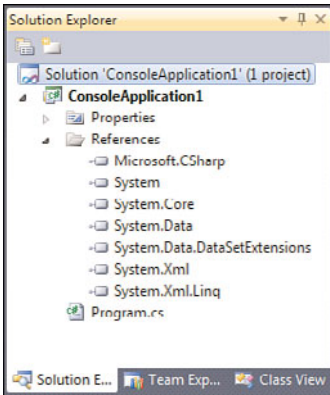 Solution Explorer
Solution 'ConsoleApplication1' (1 project)
ConsoleApplication1
Properties
References
Microsoft.CSharp
System
System.Core
System.Data
System.Data.DataSetExtensions
System.Xml
System.Xml.Linq
Program.cs
Solution E... Team Exp... Class View